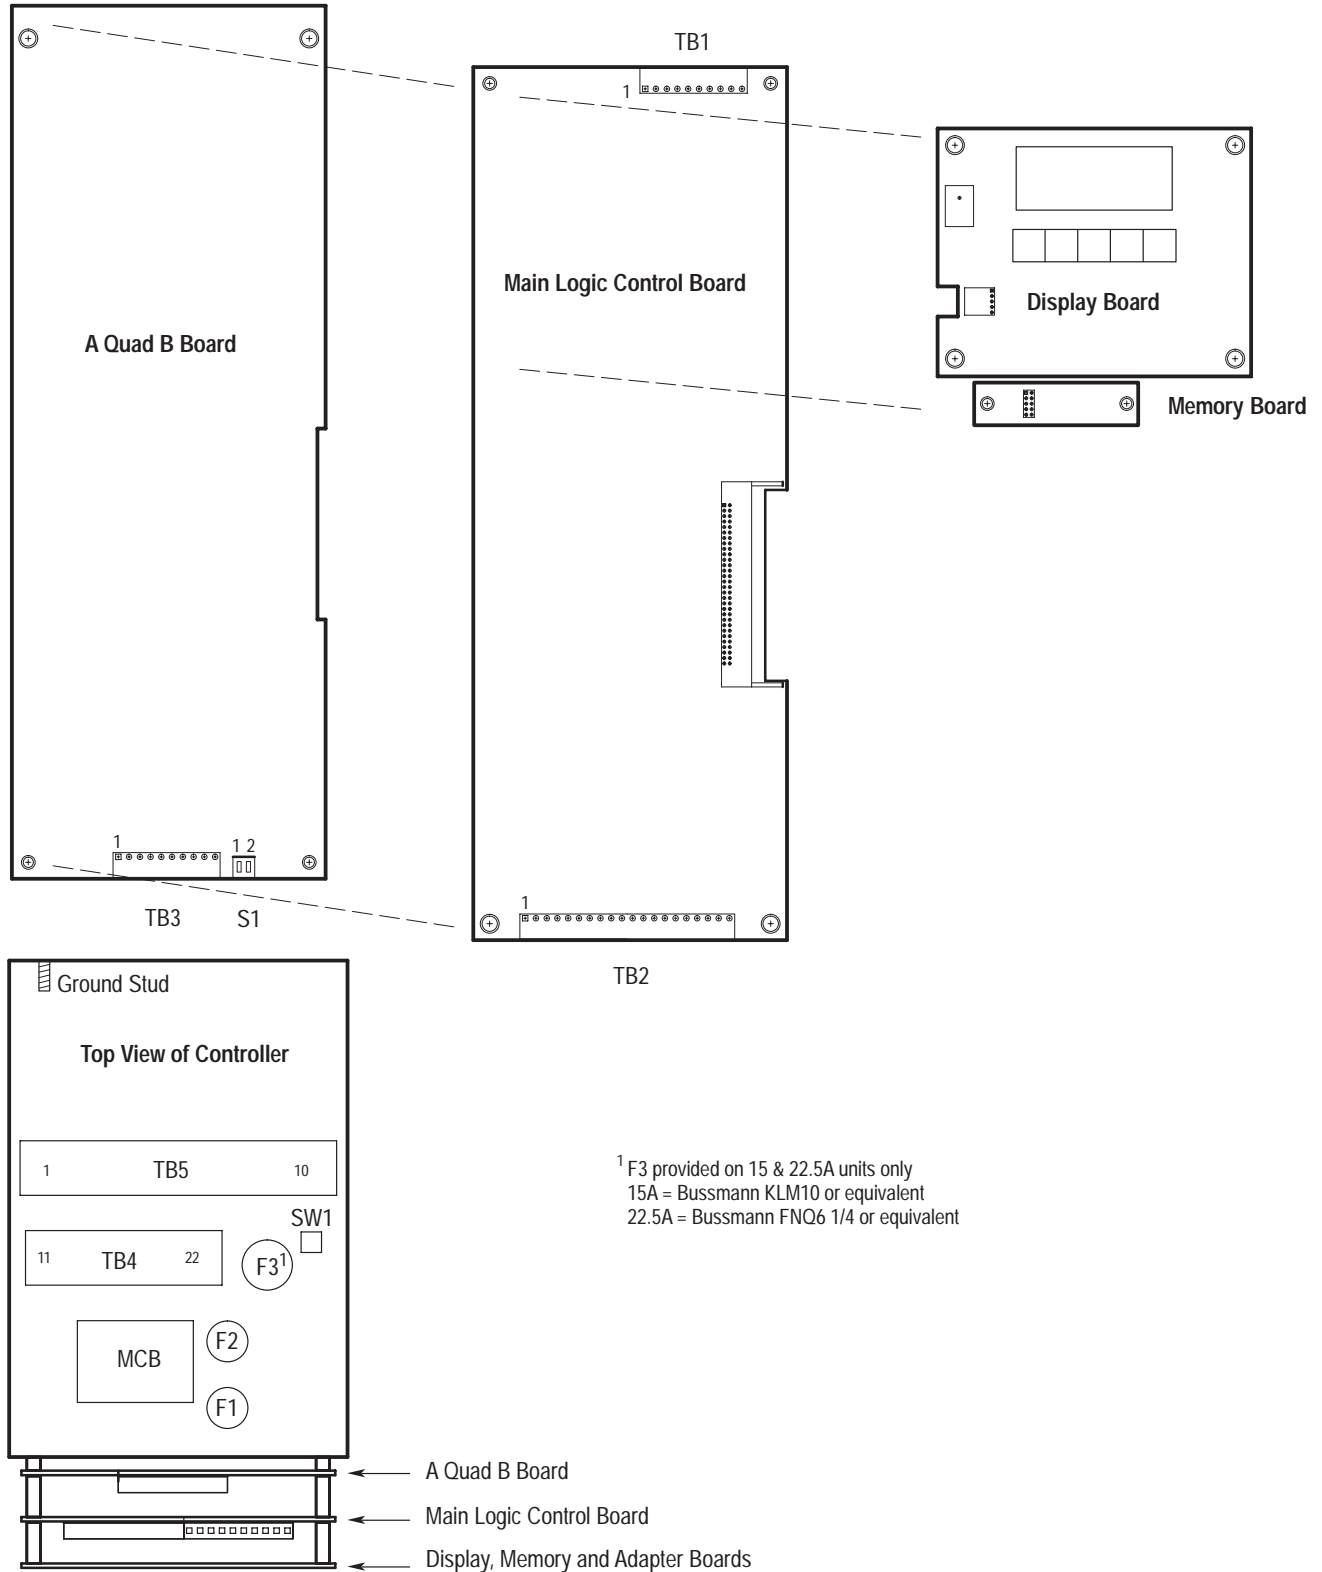 TB1
1
Main Logic Control Board
Display Board
A Quad B Board
Memory Board
1
1 2
TB3
S1
1
TB2
Ground Stud
Top View of Controller
1
TB5
10
SW1
11
TB4
22
F3¹
F2
MCB
F1
¹ F3 provided on 15 & 22.5A units only
15A = Bussmann KLM10 or equivalent
22.5A = Bussmann FNQ6 1/4 or equivalent
A Quad B Board
Main Logic Control Board
Display, Memory and Adapter Boards